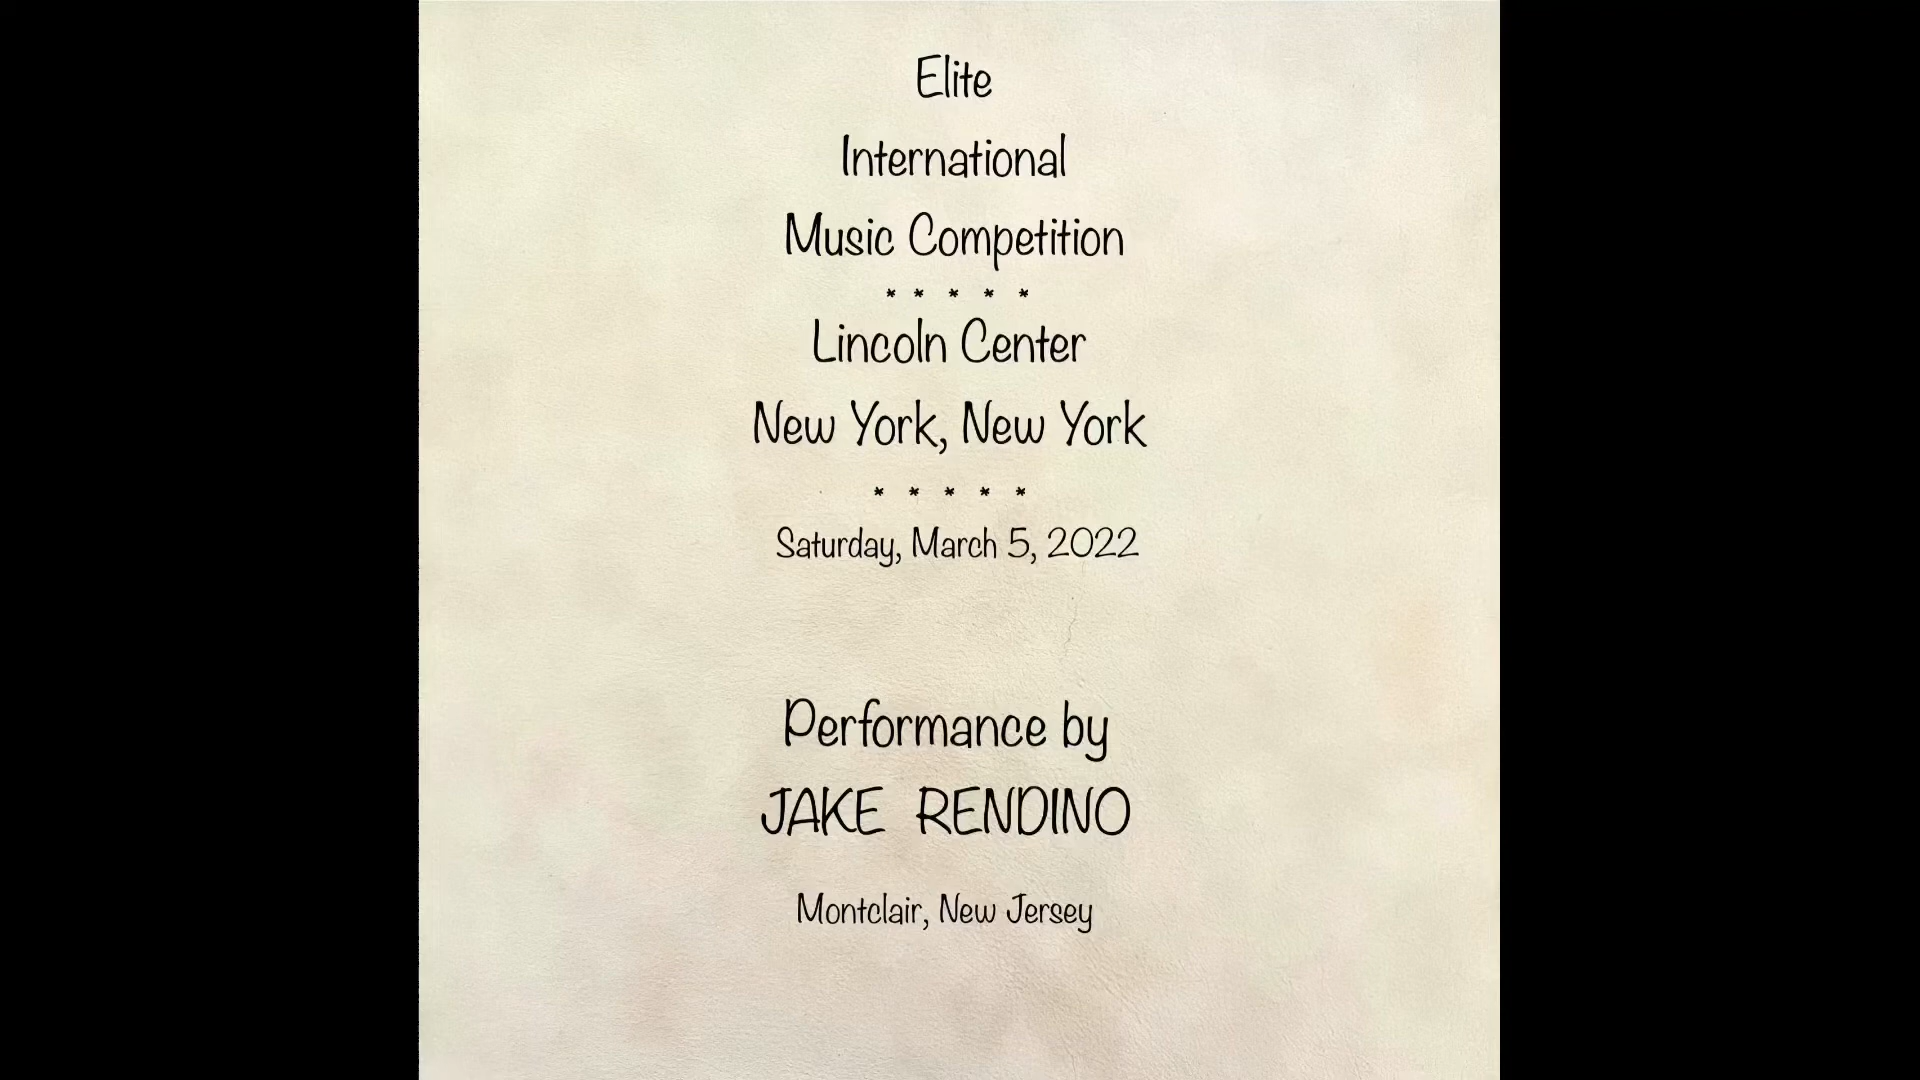 Elite
International
Music Competition
* * * * *
Lincoln Center
New York, New York
* * * * *
Saturday, March 5, 2022
Performance by
JAKE RENDINO
Montclair, New Jersey